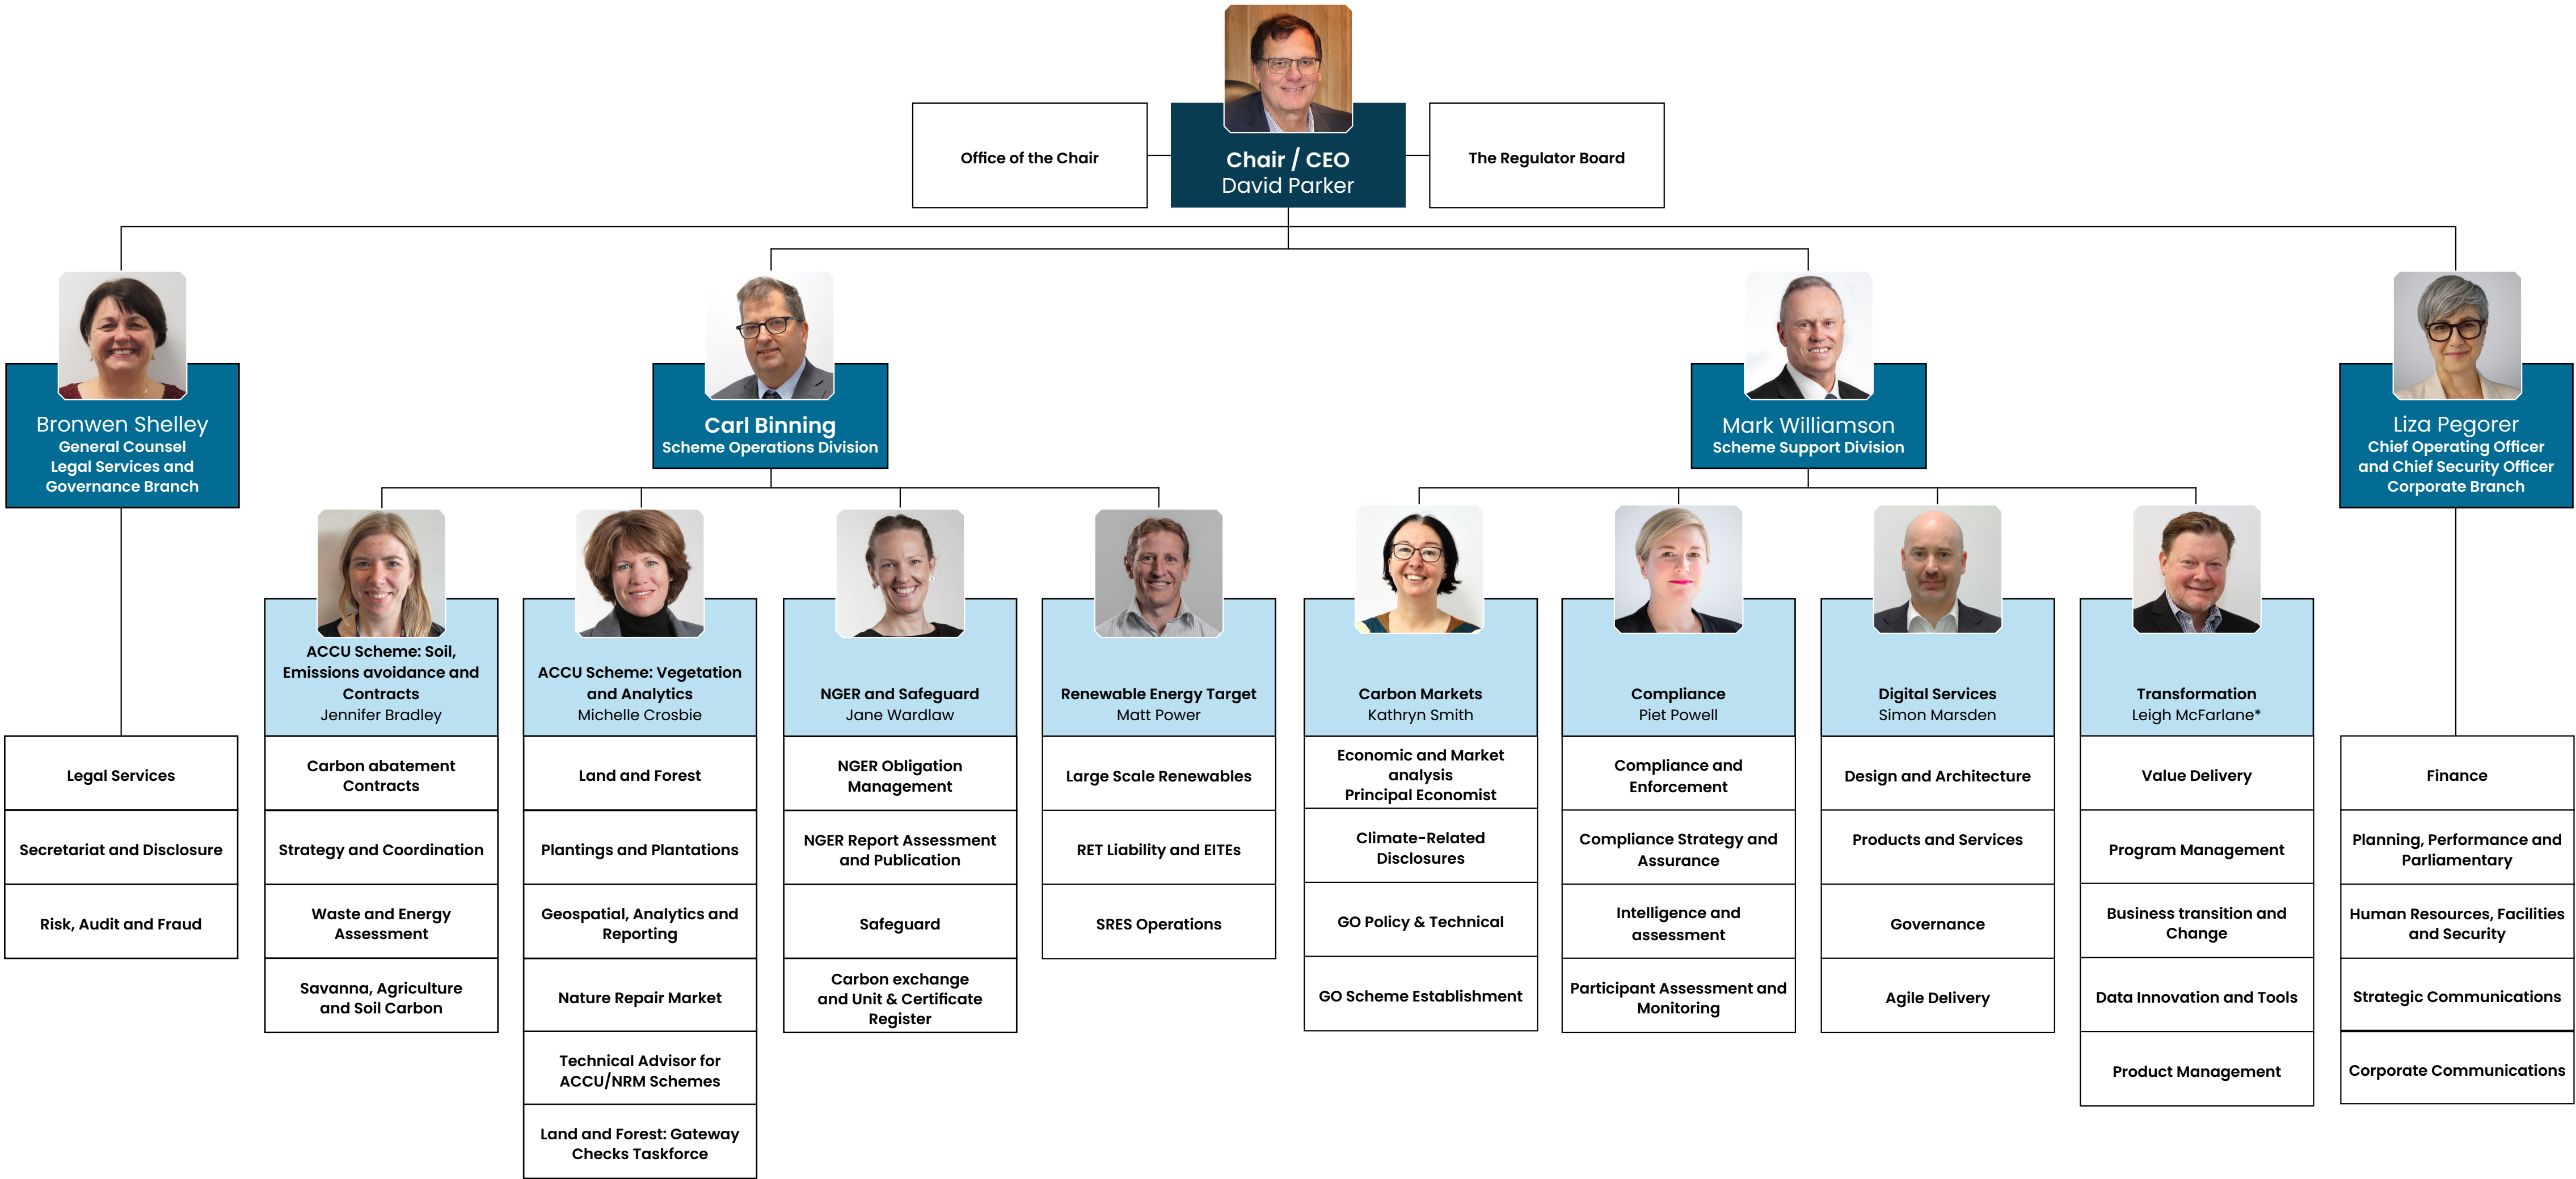 Office of the Chair
Chair / CEO
David Parker
The Regulator Board
Bronwen Shelley
General Counsel
Legal Services and
Governance Branch
Carl Binning
Scheme Operations Division
Mark Williamson
Scheme Support Division
Liza Pegorer
Chief Operating Officer
and Chief Security Officer
Corporate Branch
Legal Services
Secretariat and Disclosure
Risk, Audit and Fraud
ACCU Scheme: Soil,
Emissions avoidance and
Contracts
Jennifer Bradley
Carbon abatement
Contracts
Strategy and Coordination
Waste and Energy
Assessment
Savanna, Agriculture
and Soil Carbon
ACCU Scheme: Vegetation
and Analytics
Michelle Crosbie
Land and Forest
Plantings and Plantations
Geospatial, Analytics and
Reporting
Nature Repair Market
Technical Advisor for
ACCU/NRM Schemes
Land and Forest: Gateway
Checks Taskforce
NGER and Safeguard
Jane Wardlaw
NGER Obligation
Management
NGER Report Assessment
and Publication
Safeguard
Carbon exchange
and Unit & Certificate
Register
Renewable Energy Target
Matt Power
Large Scale Renewables
RET Liability and EITEs
SRES Operations
Carbon Markets
Kathryn Smith
Economic and Market
analysis
Principal Economist
Climate-Related
Disclosures
GO Policy & Technical
GO Scheme Establishment
Compliance
Piet Powell
Compliance and
Enforcement
Compliance Strategy and
Assurance
Intelligence and
assessment
Participant Assessment and
Monitoring
Digital Services
Simon Marsden
Design and Architecture
Products and Services
Governance
Agile Delivery
Transformation
Leigh McFarlane*
Value Delivery
Program Management
Business transition and
Change
Data Innovation and Tools
Product Management
Finance
Planning, Performance and
Parliamentary
Human Resources, Facilities
and Security
Strategic Communications
Corporate Communications